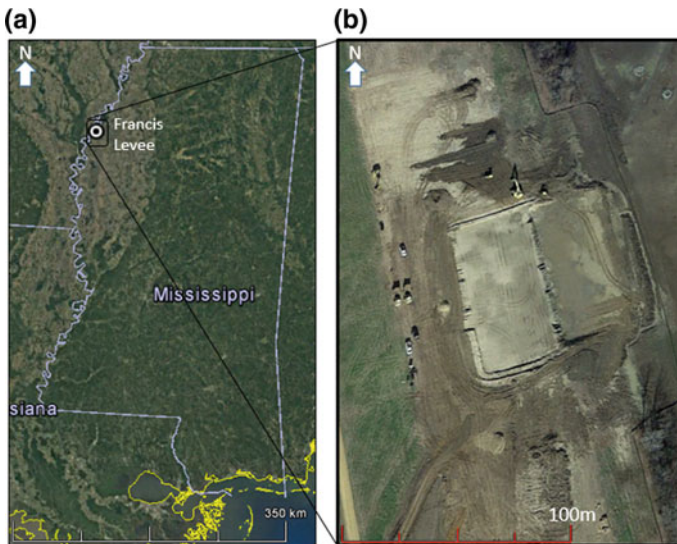 (a)
(b)
N
Francis
Levee
Mississippi
siana
350 km
N
100m